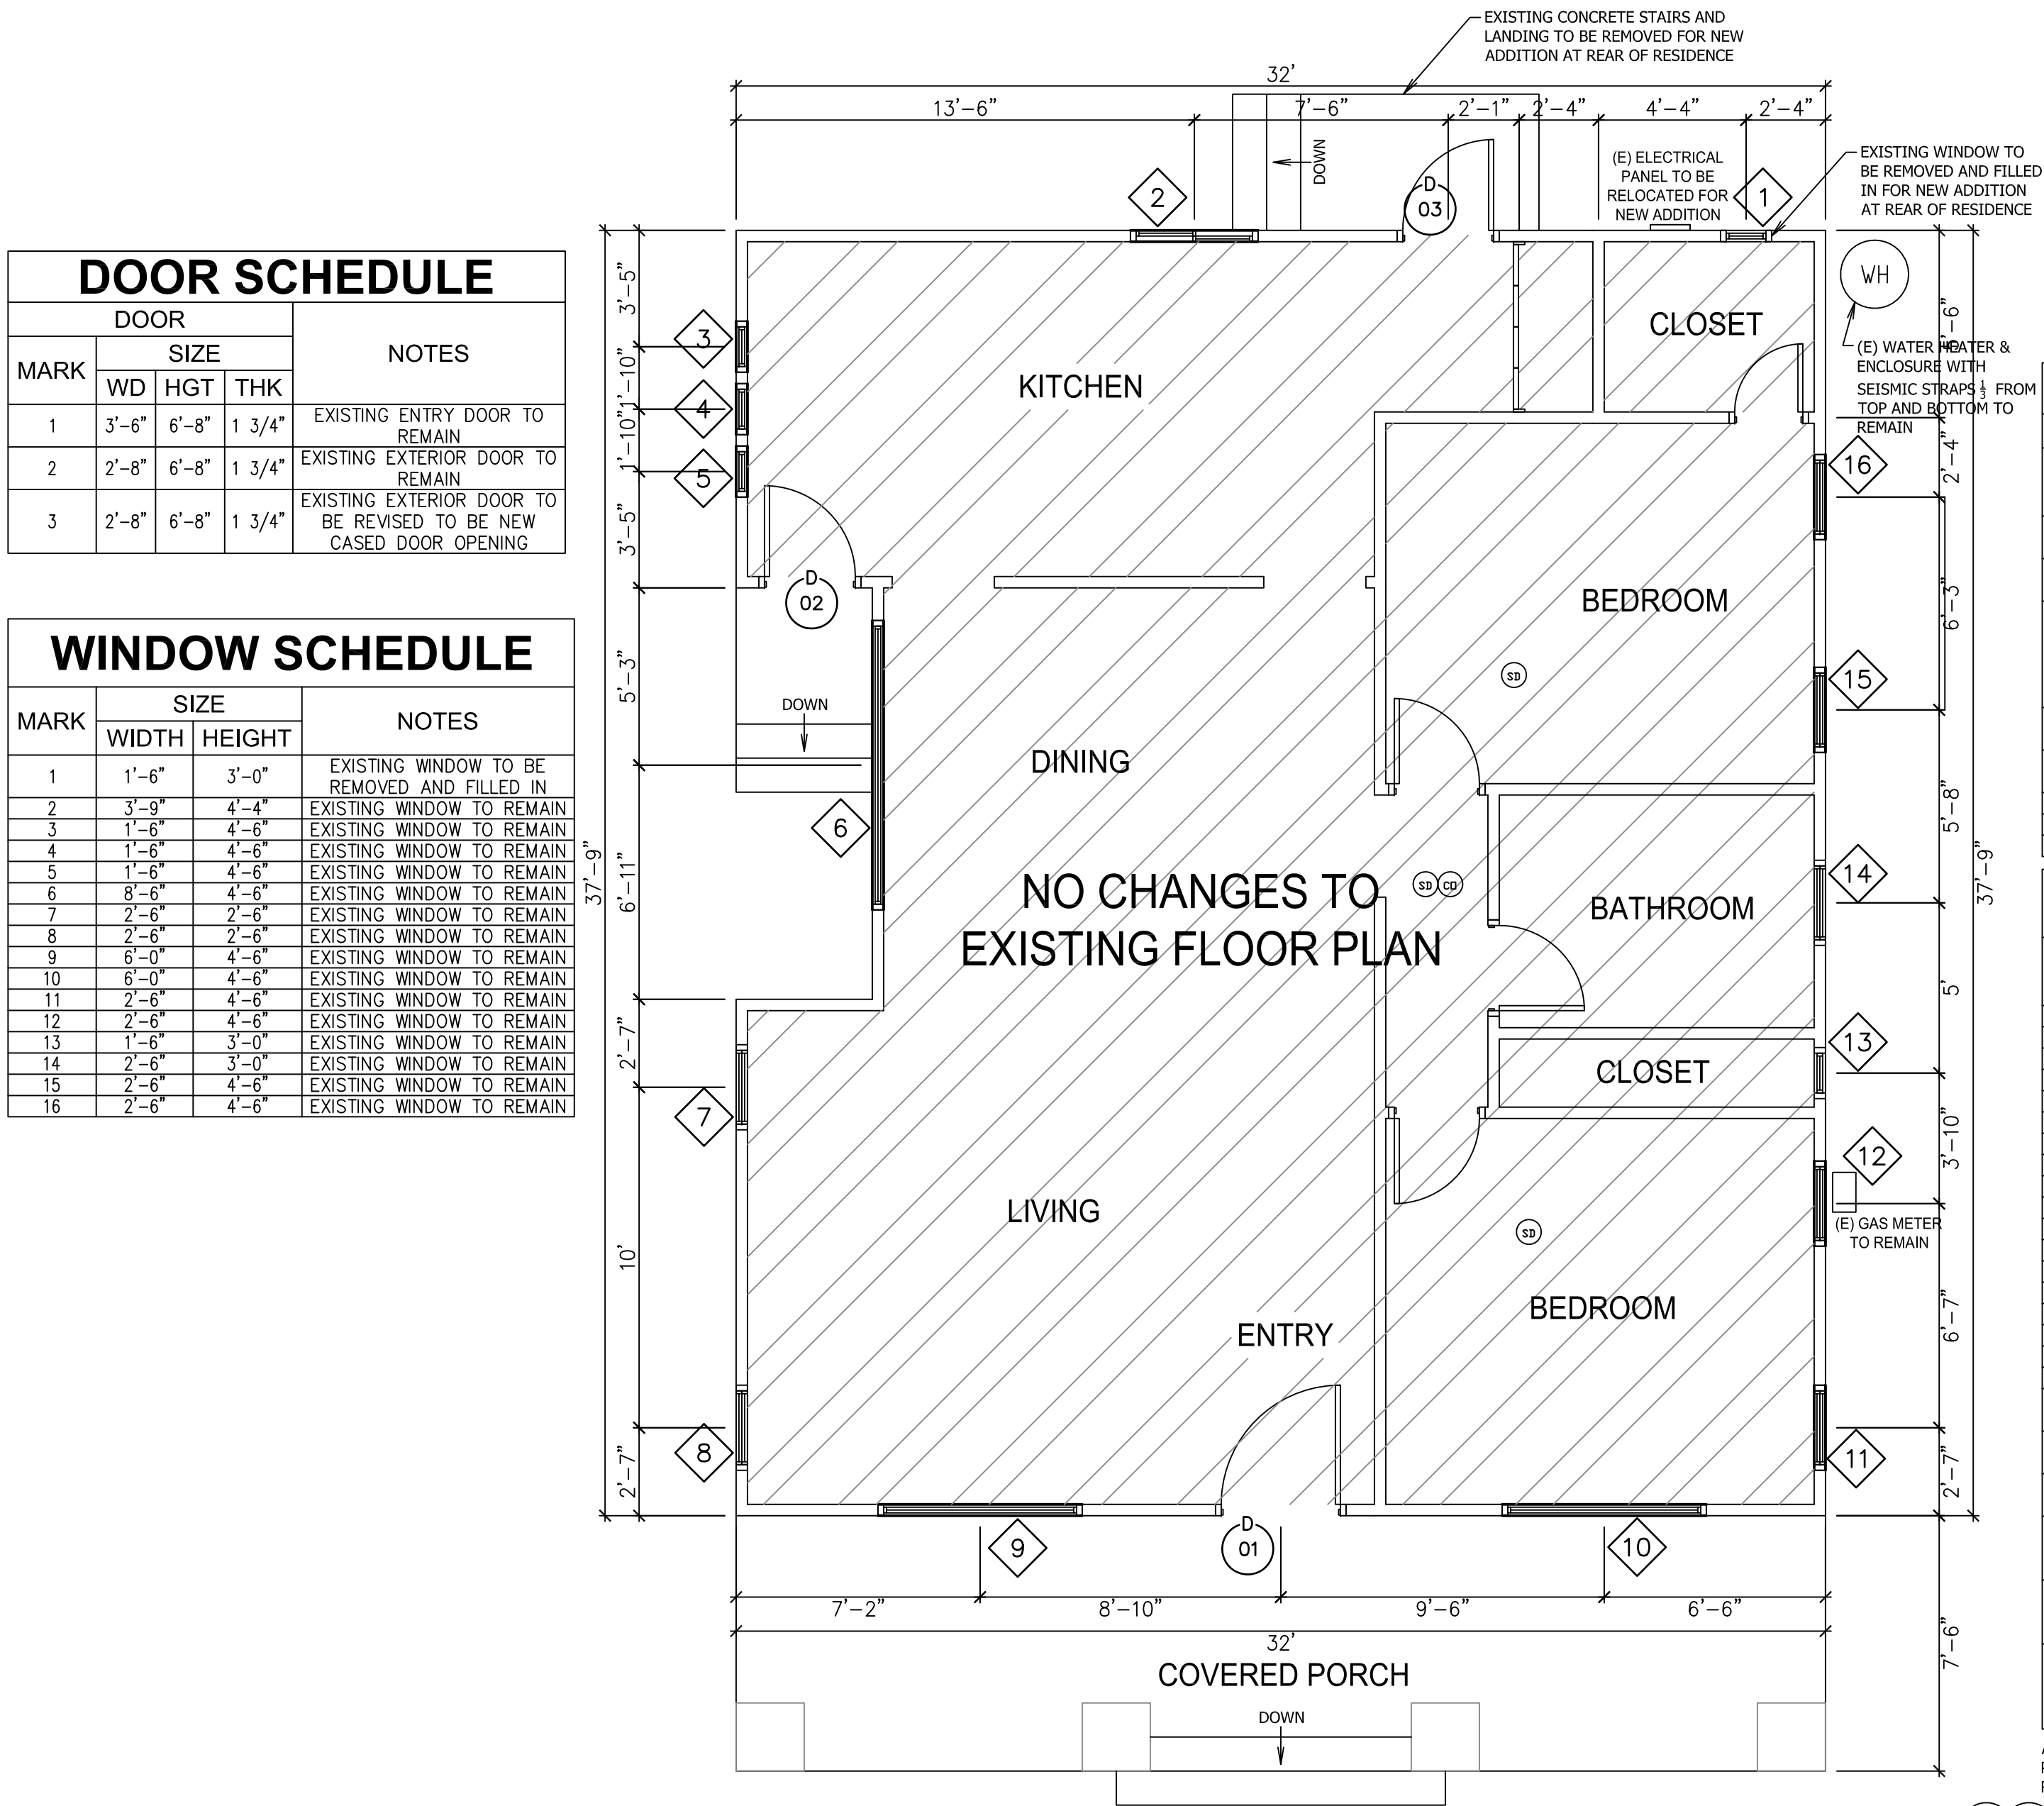 EXISTING CONCRETE STAIRS AND
LANDING TO BE REMOVED FOR NEW
ADDITION AT REAR OF RESIDENCE
32'
13'-6" 7'-6" 2'-1" 2'-4" 4'-4" 2'-4"
DOWN
(E) ELECTRICAL
PANEL TO BE
RELOCATED FOR
NEW ADDITION
EXISTING WINDOW TO
BE REMOVED AND FILLED
IN FOR NEW ADDITION
AT REAR OF RESIDENCE
2
D
03
1
DOOR SCHEDULE
DOOR
NOTES
MARK
SIZE
WD HGT THK
1 3'-6" 6'-8" 1 3/4" EXISTING ENTRY DOOR TO
REMAIN
2 2'-8" 6'-8" 1 3/4" EXISTING EXTERIOR DOOR TO
REMAIN
3 2'-8" 6'-8" 1 3/4" EXISTING EXTERIOR DOOR TO
BE REVISED TO BE NEW
CASED DOOR OPENING
WINDOW SCHEDULE
MARK
SIZE
NOTES
WIDTH HEIGHT
1 1'-6" 3'-0" EXISTING WINDOW TO BE
REMOVED AND FILLED IN
2 3'-9" 4'-4" EXISTING WINDOW TO REMAIN
3 1'-6" 4'-6" EXISTING WINDOW TO REMAIN
4 1'-6" 4'-6" EXISTING WINDOW TO REMAIN
5 1'-6" 4'-6" EXISTING WINDOW TO REMAIN
6 8'-6" 4'-6" EXISTING WINDOW TO REMAIN
7 2'-6" 2'-6" EXISTING WINDOW TO REMAIN
8 2'-6" 2'-6" EXISTING WINDOW TO REMAIN
9 6'-0" 4'-6" EXISTING WINDOW TO REMAIN
10 6'-0" 4'-6" EXISTING WINDOW TO REMAIN
11 2'-6" 4'-6" EXISTING WINDOW TO REMAIN
12 2'-6" 4'-6" EXISTING WINDOW TO REMAIN
13 1'-6" 3'-0" EXISTING WINDOW TO REMAIN
14 2'-6" 3'-0" EXISTING WINDOW TO REMAIN
15 2'-6" 4'-6" EXISTING WINDOW TO REMAIN
16 2'-6" 4'-6" EXISTING WINDOW TO REMAIN
37'-9"
3'-5"
1'-10"
1'-10"
3'-5"
5'-3"
6'-11"
2'-7"
10'
2'-7"
3
4
5
D
02
DOWN
6
7
8
KITCHEN
CLOSET
WH
(E) WATER HEATER &
ENCLOSURE WITH
SEISMIC STRAPS 1/3 FROM
TOP AND BOTTOM TO
REMAIN
BEDROOM
SD
DINING
NO CHANGES TO
EXISTING FLOOR PLAN
SD CO
BATHROOM
CLOSET
LIVING
SD
BEDROOM
ENTRY
16
15
14
13
12
(E) GAS METER
TO REMAIN
11
2'-4"
6'-3"
5'-8"
5'
3'-10"
6'-7"
2'-7"
37'-9"
7'-6"
9
D
01
10
7'-2" 8'-10" 9'-6" 6'-6"
32'
COVERED PORCH
DOWN